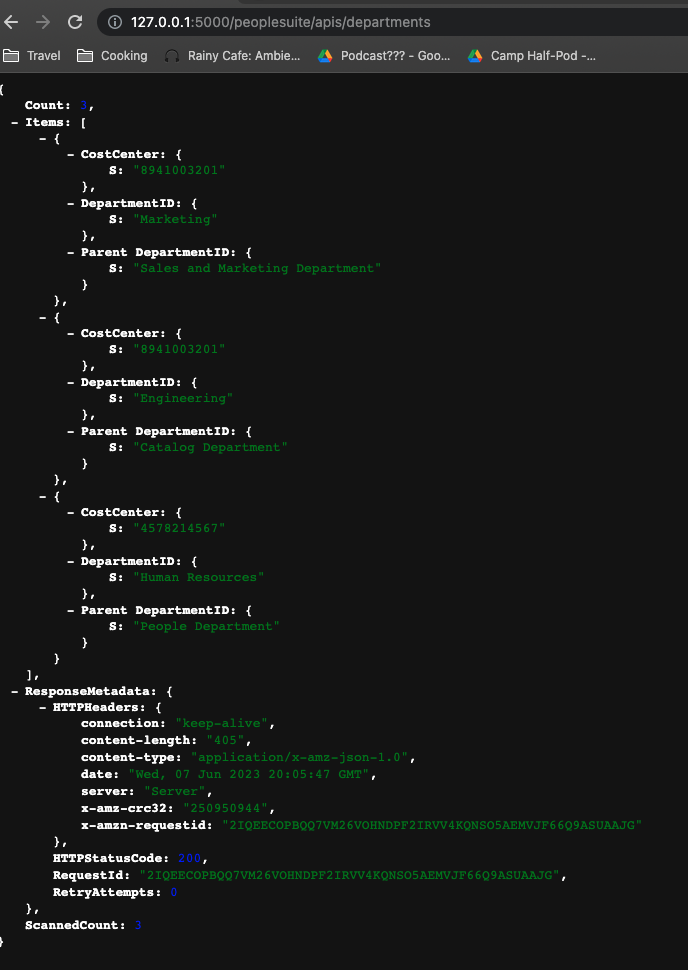 127.0.0.1:5000/peoplesuite/apis/departments
Travel Cooking Rainy Cafe: Ambie... Podcast??? - Goo... Camp Half-Pod -...
{
Count: 3,
- Items: [
- {
- CostCenter: {
S: "8941003201"
},
- DepartmentID: {
S: "Marketing"
},
- Parent DepartmentID: {
S: "Sales and Marketing Department"
}
},
- {
- CostCenter: {
S: "8941003201"
},
- DepartmentID: {
S: "Engineering"
},
- Parent DepartmentID: {
S: "Catalog Department"
}
},
- {
- CostCenter: {
S: "4578214567"
},
- DepartmentID: {
S: "Human Resources"
},
- Parent DepartmentID: {
S: "People Department"
}
}
],
- ResponseMetadata: {
- HTTPHeaders: {
connection: "keep-alive",
content-length: "405",
content-type: "application/x-amz-json-1.0",
date: "Wed, 07 Jun 2023 20:05:47 GMT",
server: "Server",
x-amz-crc32: "250950944",
x-amzn-requestid: "2IQEECOPBQQ7VM26VOHNDPF2IRVV4KQNSO5AEMVJF66Q9ASUAAJG"
},
HTTPStatusCode: 200,
RequestId: "2IQEECOPBQQ7VM26VOHNDPF2IRVV4KQNSO5AEMVJF66Q9ASUAAJG",
RetryAttempts: 0
},
ScannedCount: 3
}